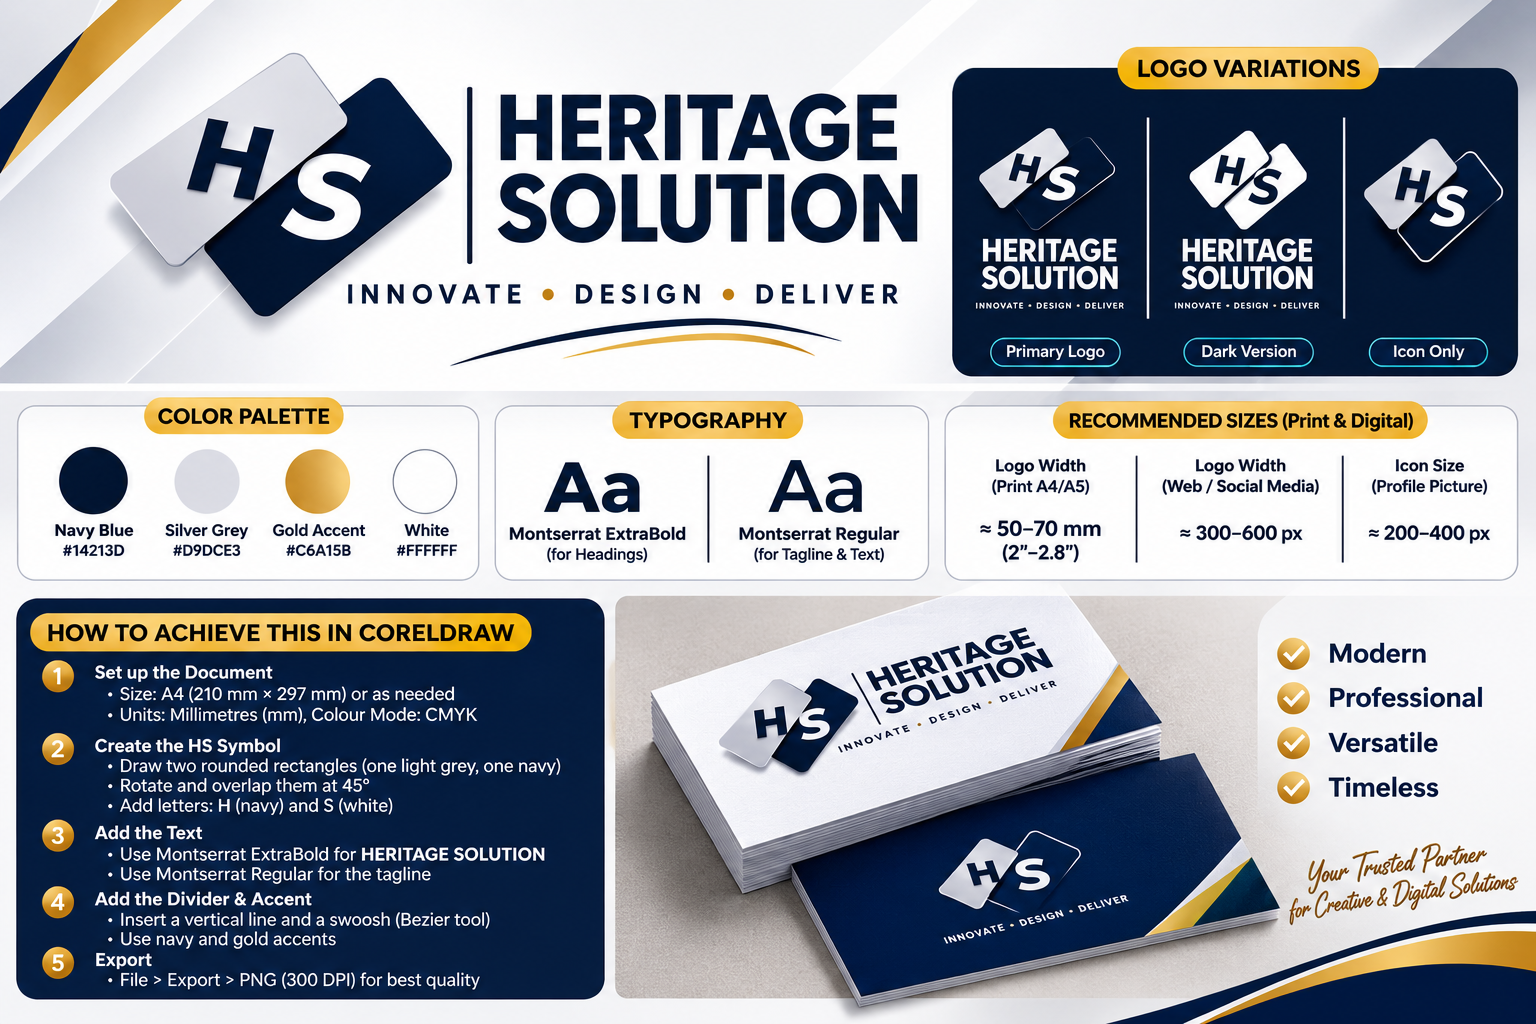 H S
HERITAGE
SOLUTION
INNOVATE • DESIGN • DELIVER
LOGO VARIATIONS
H S
HERITAGE
SOLUTION
INNOVATE • DESIGN • DELIVER
Primary Logo
H S
HERITAGE
SOLUTION
INNOVATE • DESIGN • DELIVER
Dark Version
H S
Icon Only
COLOR PALETTE
Navy Blue
#14213D
Silver Grey
#D9DCE3
Gold Accent
#C6A15B
White
#FFFFFF
TYPOGRAPHY
Aa
Montserrat ExtraBold
(for Headings)
Aa
Montserrat Regular
(for Tagline & Text)
RECOMMENDED SIZES (Print & Digital)
Logo Width
(Print A4/A5)
≈ 50–70 mm
(2”–2.8”)
Logo Width
(Web / Social Media)
≈ 300–600 px
Icon Size
(Profile Picture)
≈ 200–400 px
HOW TO ACHIEVE THIS IN CORELDRAW
1 Set up the Document
• Size: A4 (210 mm × 297 mm) or as needed
• Units: Millimetres (mm), Colour Mode: CMYK
2 Create the HS Symbol
• Draw two rounded rectangles (one light grey, one navy)
• Rotate and overlap them at 45°
• Add letters: H (navy) and S (white)
3 Add the Text
• Use Montserrat ExtraBold for HERITAGE SOLUTION
• Use Montserrat Regular for the tagline
4 Add the Divider & Accent
• Insert a vertical line and a swoosh (Bezier tool)
• Use navy and gold accents
5 Export
• File > Export > PNG (300 DPI) for best quality
H S
HERITAGE
SOLUTION
INNOVATE • DESIGN • DELIVER
H S
INNOVATE • DESIGN • DELIVER
Modern
Professional
Versatile
Timeless
Your Trusted Partner
for Creative & Digital Solutions